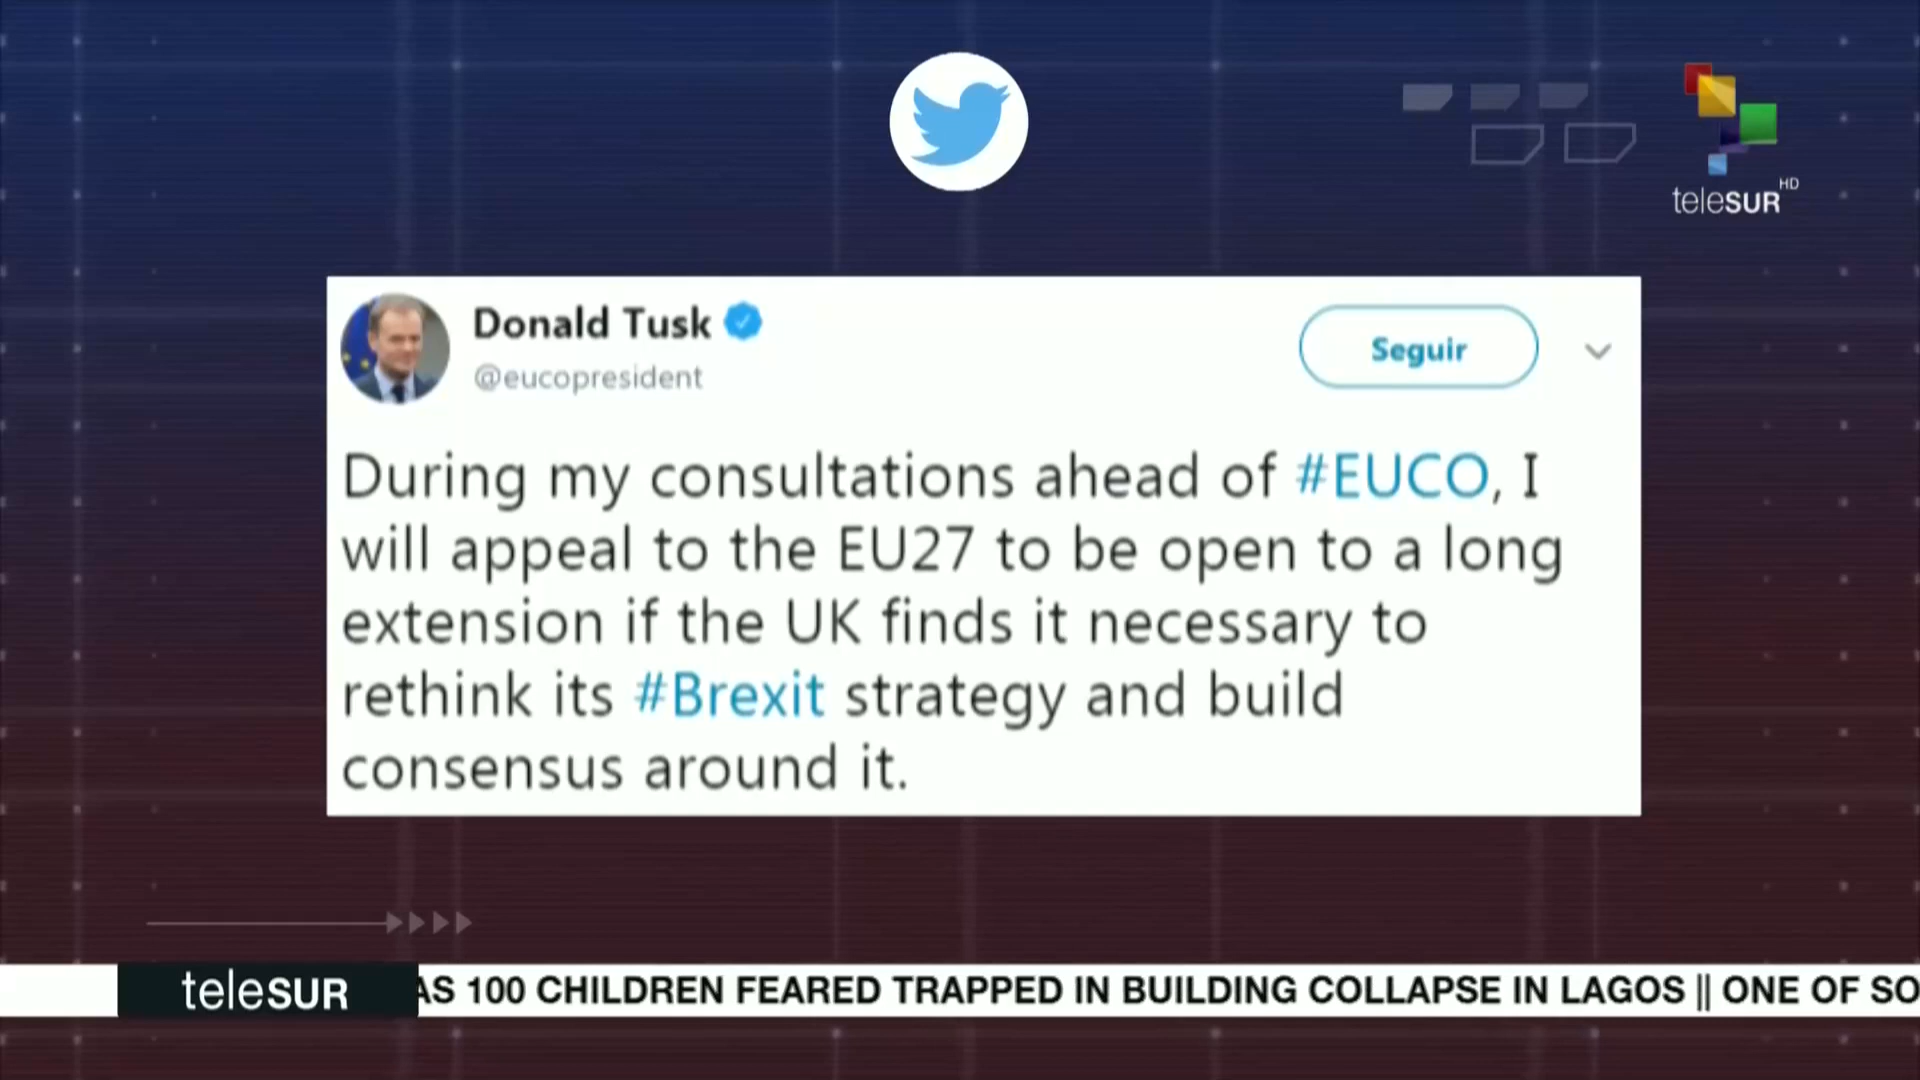 teleSUR HD
Donald Tusk
@eucopresident
Seguir
During my consultations ahead of #EUCO, I
will appeal to the EU27 to be open to a long
extension if the UK finds it necessary to
rethink its #Brexit strategy and build
consensus around it.
teleSUR
AS 100 CHILDREN FEARED TRAPPED IN BUILDING COLLAPSE IN LAGOS || ONE OF SO